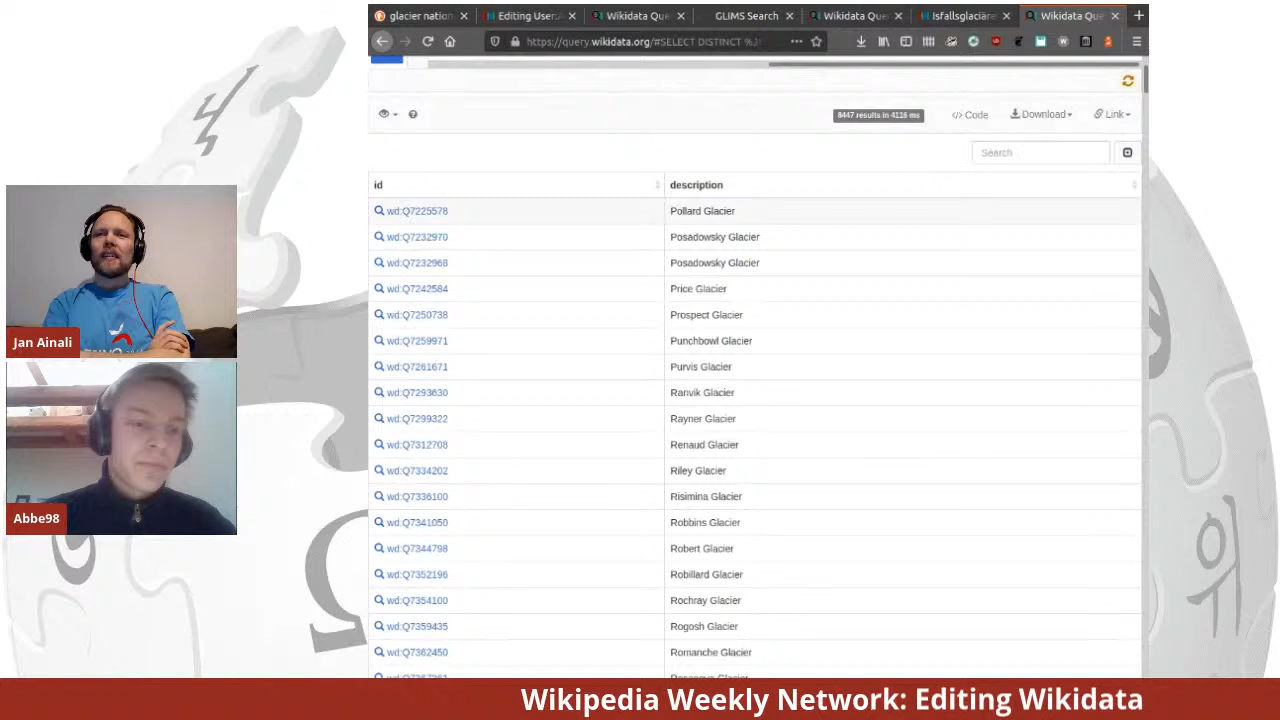 glacier nation
Editing User:A
Wikidata Que
GLIMS Search
Wikidata Que
Isfallsglaciäre
Wikidata Que
https://query.wikidata.org/#SELECT DISTINCT %3
8447 results in 4116 ms
</> Code
Download
Link
Search
id
description
wd:Q7225578 Pollard Glacier
wd:Q7232970 Posadowsky Glacier
wd:Q7232968 Posadowsky Glacier
wd:Q7242584 Price Glacier
wd:Q7250738 Prospect Glacier
wd:Q7259971 Punchbowl Glacier
wd:Q7261671 Purvis Glacier
wd:Q7293630 Ranvik Glacier
wd:Q7299322 Rayner Glacier
wd:Q7312708 Renaud Glacier
wd:Q7334202 Riley Glacier
wd:Q7336100 Risimina Glacier
wd:Q7341050 Robbins Glacier
wd:Q7344798 Robert Glacier
wd:Q7352196 Robillard Glacier
wd:Q7354100 Rochray Glacier
wd:Q7359435 Rogosh Glacier
wd:Q7362450 Romanche Glacier
Jan Ainali
Abbe98
Wikipedia Weekly Network: Editing Wikidata